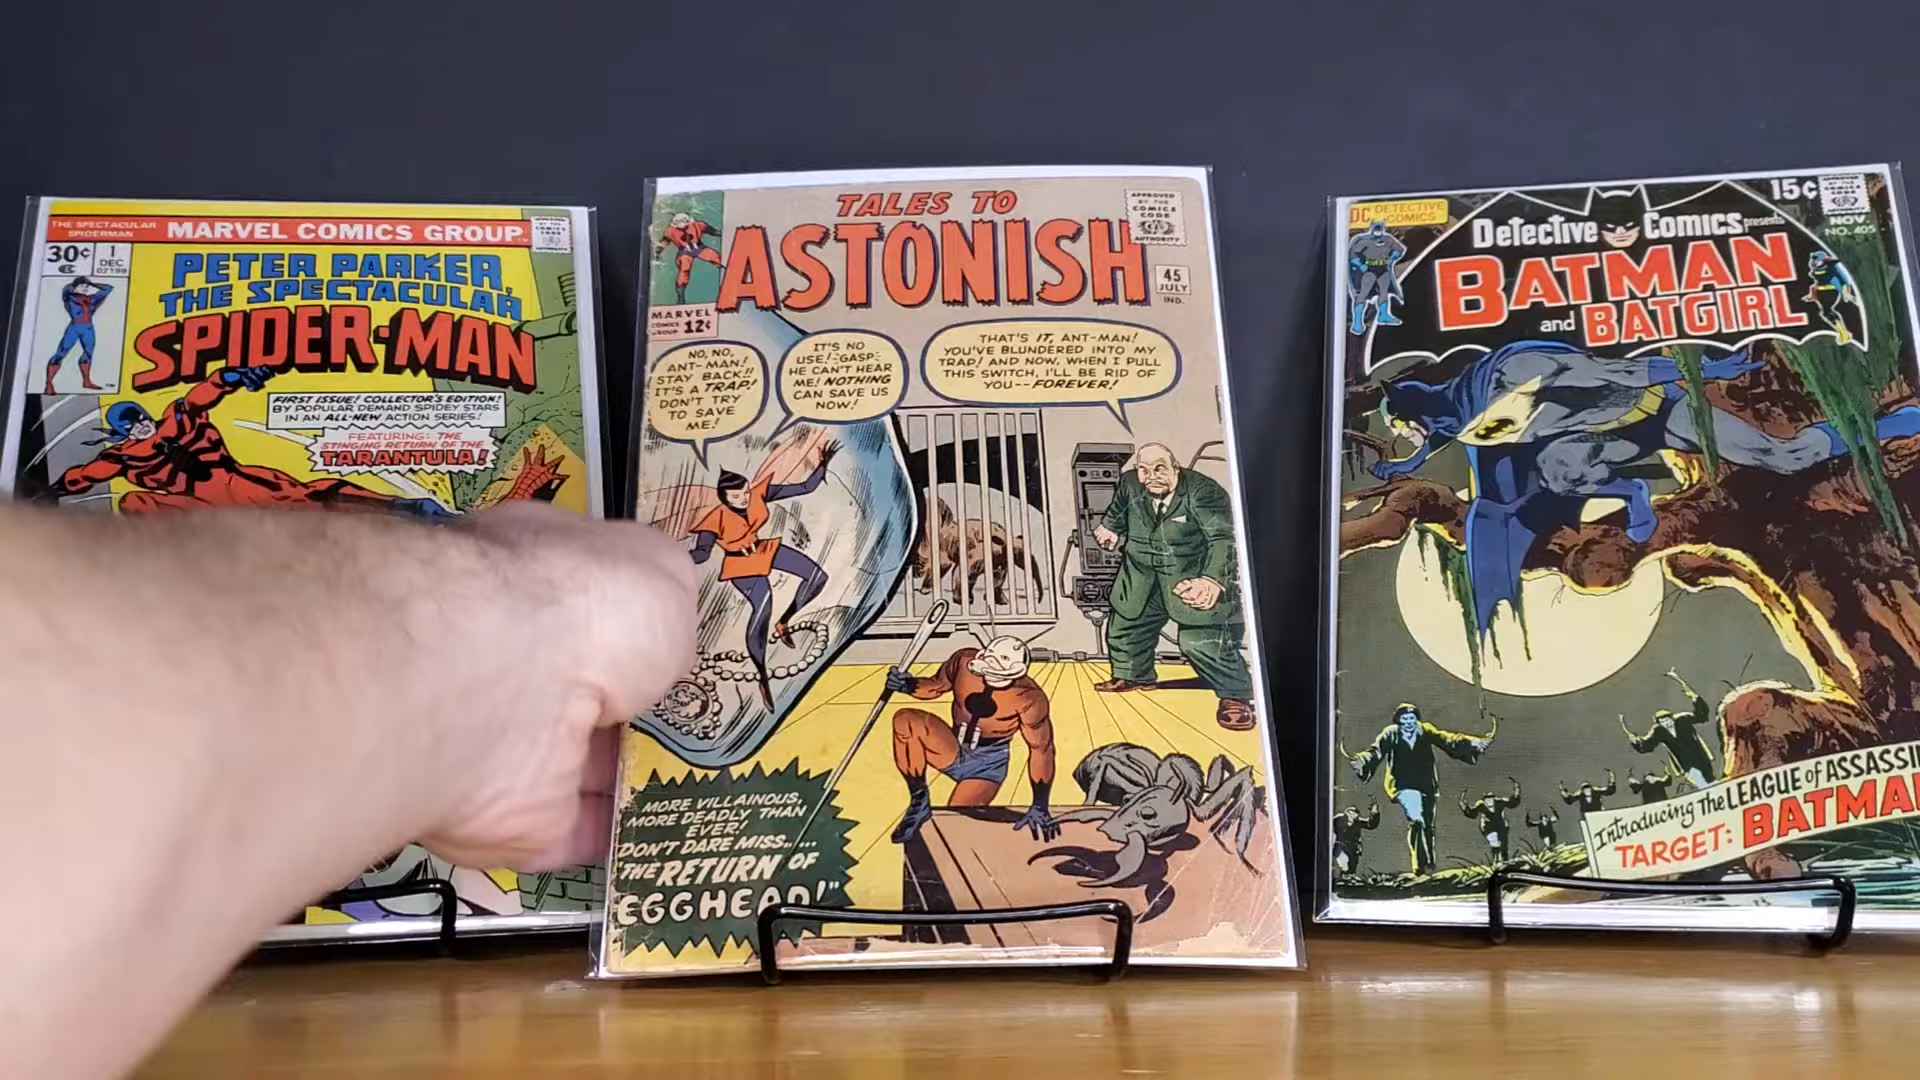 THE SPECTACULAR
SPIDERMAN
MARVEL COMICS GROUP
30¢
1
DEC
02199
PETER PARKER,
THE SPECTACULAR
SPIDER-MAN
FIRST ISSUE! COLLECTOR'S EDITION!
BY POPULAR DEMAND SPIDEY STARS
IN AN ALL-NEW ACTION SERIES!
FEATURING: THE
STINGING RETURN OF THE
TARANTULA!
TALES TO
ASTONISH
APPROVED
BY THE
COMICS
CODE
AUTHORITY
45
JULY
IND.
MARVEL
COMICS
GROUP 12¢
NO, NO,
ANT-MAN!
STAY BACK!!
IT'S A TRAP!
DON'T TRY
TO SAVE
ME!
IT'S NO
USE! -GASP-
HE CAN'T HEAR
ME! NOTHING
CAN SAVE US
NOW!
THAT'S IT, ANT-MAN!
YOU'VE BLUNDERED INTO MY
TRAP! AND NOW, WHEN I PULL
THIS SWITCH, I'LL BE RID OF
YOU--FOREVER!
MORE VILLAINOUS,
MORE DEADLY THAN
EVER!
DON'T DARE MISS.....
"THE RETURN OF
EGGHEAD!"
DC DETECTIVE
COMICS
15¢
APPROVED
BY THE
COMICS
CODE
AUTHORITY
NOV.
NO. 405
Detective Comics presents
BATMAN
and BATGIRL
Introducing The LEAGUE of ASSASSI
TARGET: BATMA